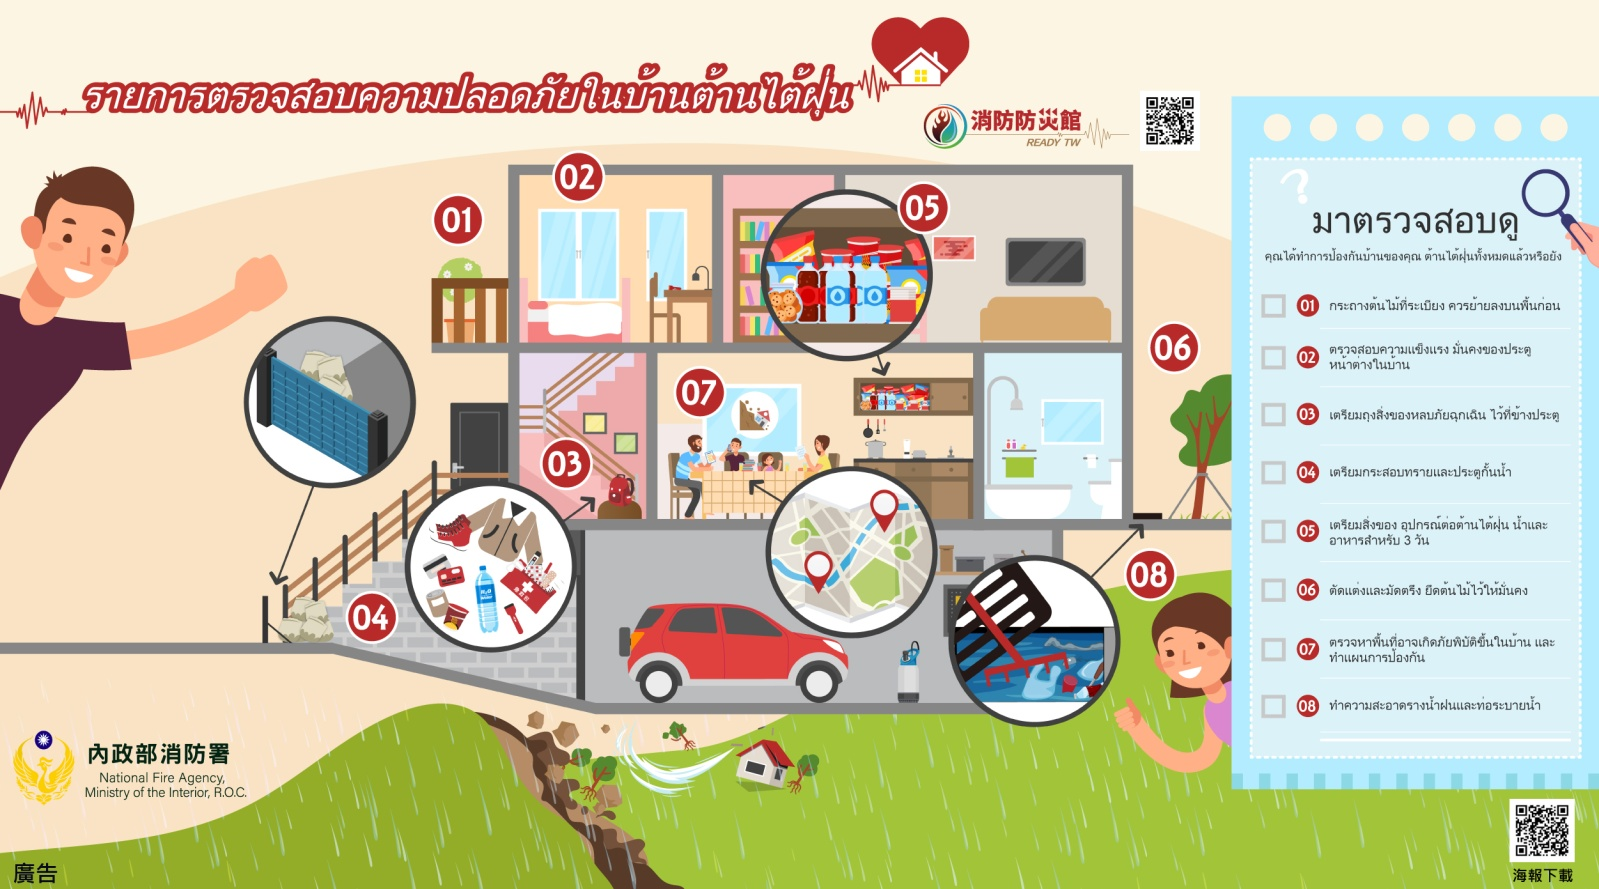 รายการตรวจสอบความปลอดภัยในบ้านต้านไต้ฝุ่น
消防防災館
READY TW
01
02
05
06
07
03
04
08
?
มาตรวจสอบดู
คุณได้ทำการป้องกันบ้านของคุณ ต้านไต้ฝุ่นทั้งหมดแล้วหรือยัง
01 กระถางต้นไม้ที่ระเบียง ควรย้ายลงบนพื้นก่อน
02 ตรวจสอบความแข็งแรง มั่นคงของประตู
หน้าต่างในบ้าน
03 เตรียมถุงสิ่งของหลบภัยฉุกเฉิน ไว้ที่ข้างประตู
04 เตรียมกระสอบทรายและประตูกั้นน้ำ
05 เตรียมสิ่งของ อุปกรณ์ต่อต้านไต้ฝุ่น น้ำและ
อาหารสำหรับ 3 วัน
06 ตัดแต่งและมัดตรึง ยึดต้นไม้ไว้ให้มั่นคง
07 ตรวจหาพื้นที่อาจเกิดภัยพิบัติขึ้นในบ้าน และ
ทำแผนการป้องกัน
08 ทำความสะอาดรางน้ำฝนและท่อระบายน้ำ
H₂O
內政部消防署
National Fire Agency,
Ministry of the Interior, R.O.C.
廣告
海報下載